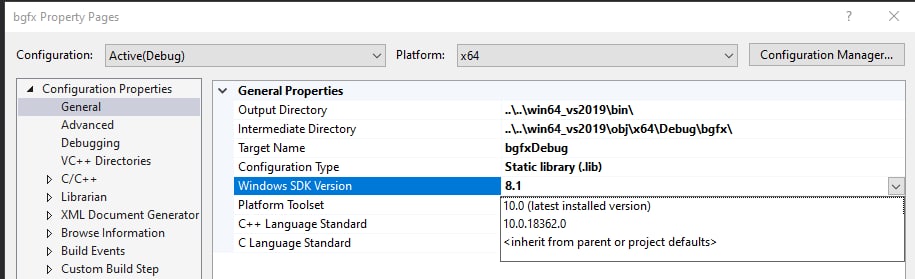 bgfx Property Pages
? ×
Configuration: Active(Debug) Platform: x64 Configuration Manager...
Configuration Properties
General
Advanced
Debugging
VC++ Directories
C/C++
Librarian
XML Document Generator
Browse Information
Build Events
Custom Build Step
General Properties
Output Directory ..\..\win64_vs2019\bin\
Intermediate Directory ..\..\win64_vs2019\obj\x64\Debug\bgfx\
Target Name bgfxDebug
Configuration Type Static library (.lib)
Windows SDK Version 8.1
Platform Toolset 10.0 (latest installed version)
C++ Language Standard 10.0.18362.0
C Language Standard <inherit from parent or project defaults>